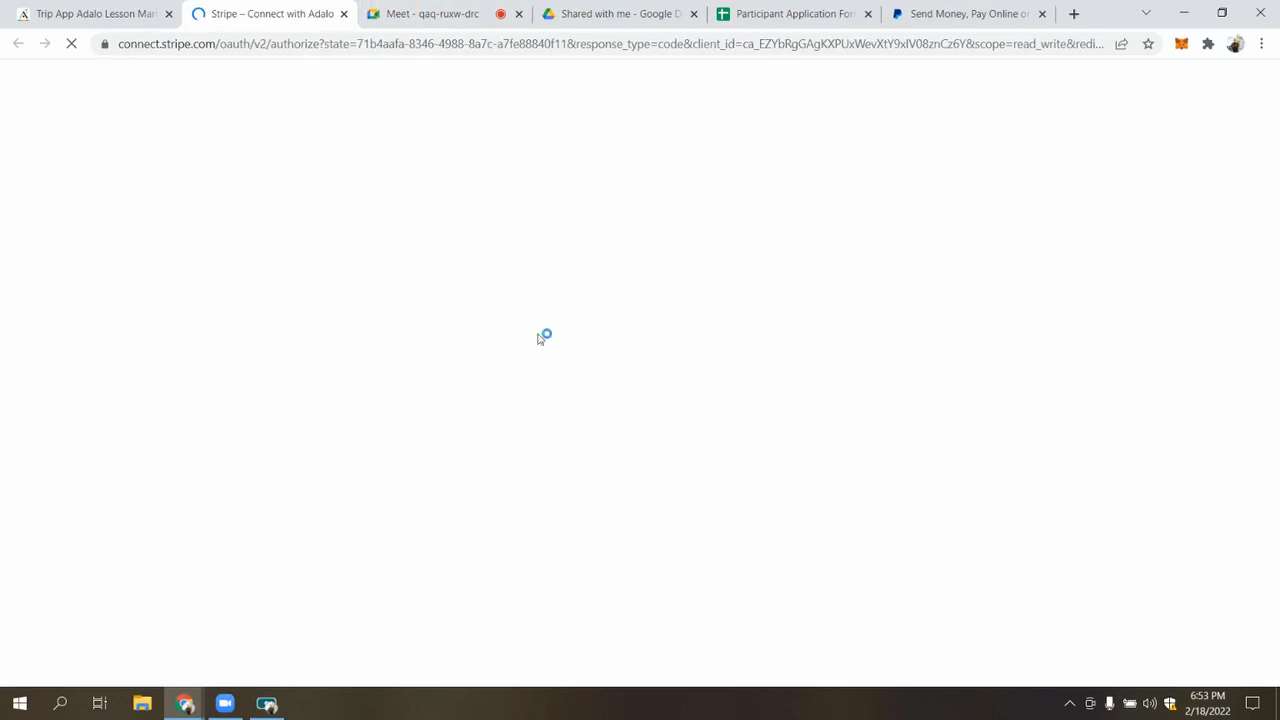 Trip App Adalo Lesson Mar
Stripe – Connect with Adalo
Meet - qaq-ruxw-drc
Shared with me - Google D
Participant Application For
Send Money, Pay Online o
connect.stripe.com/oauth/v2/authorize?state=71b4aafa-8346-4988-8a7c-a7fe88840f11&response_type=code&client_id=ca_EZYbRgGAgKXPUxWevXtY9xIV08znCz6Y&scope=read_write&redi...
6:53 PM
2/18/2022